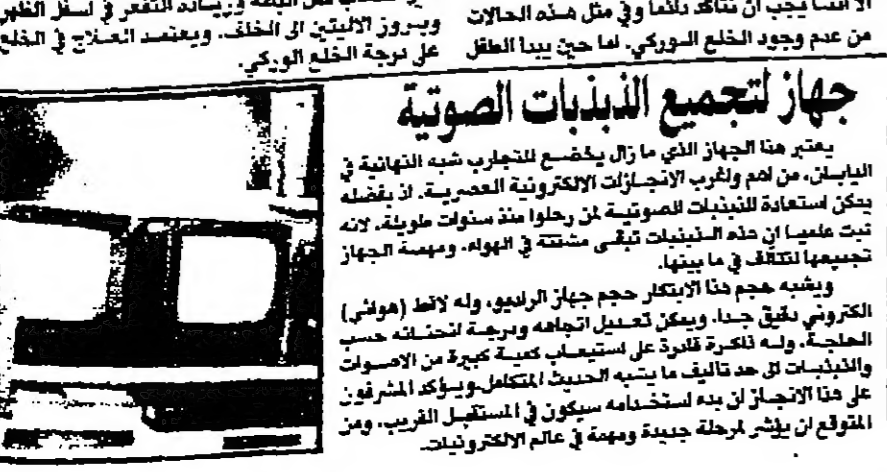 الا اننا يجب ان نتأكد دائما وفي مثل هذه الحالات
من عدم وجود الخلع الوركي. اما حين يبدا الطفل
وزيادة التقعر في اسفل الظهر
وبروز الاليتين الى الخلف. ويعتمد العلاج في الخلع
على درجة الخلع الوركي.
جهاز لتجميع الذبذبات الصوتية
يعتبر هذا الجهاز الذي ما زال يخضع للتجارب شبه النهائية في
اليابان، من اهم واغرب الانجازات الالكترونية العصرية. اذ بفضله
يمكن استعادة الذبذبات الصوتية لمن رحلوا منذ سنوات طويلة. لانه
ثبت علميا ان هذه الذبذبات تبقى مشتتة في الهواء، ومهمة الجهاز
تجميعها لتتآلف في ما بينها.
ويشبه حجم هذا الابتكار حجم جهاز الراديو، وله لاقط (هوائي)
الكتروني دقيق جدا. ويمكن تعديل اتجاهه ودرجة انحنائه حسب
الحاجة. وله ذاكرة قادرة على استيعاب كمية كبيرة من الاصوات
والذبذبات الى حد تاليف ما يشبه الحديث المتكامل. ويؤكد المشرفون
على هذا الانجاز ان بدء استخدامه سيكون في المستقبل القريب. ومن
المتوقع ان يؤشر لمرحلة جديدة ومهمة في عالم الالكترونيات.